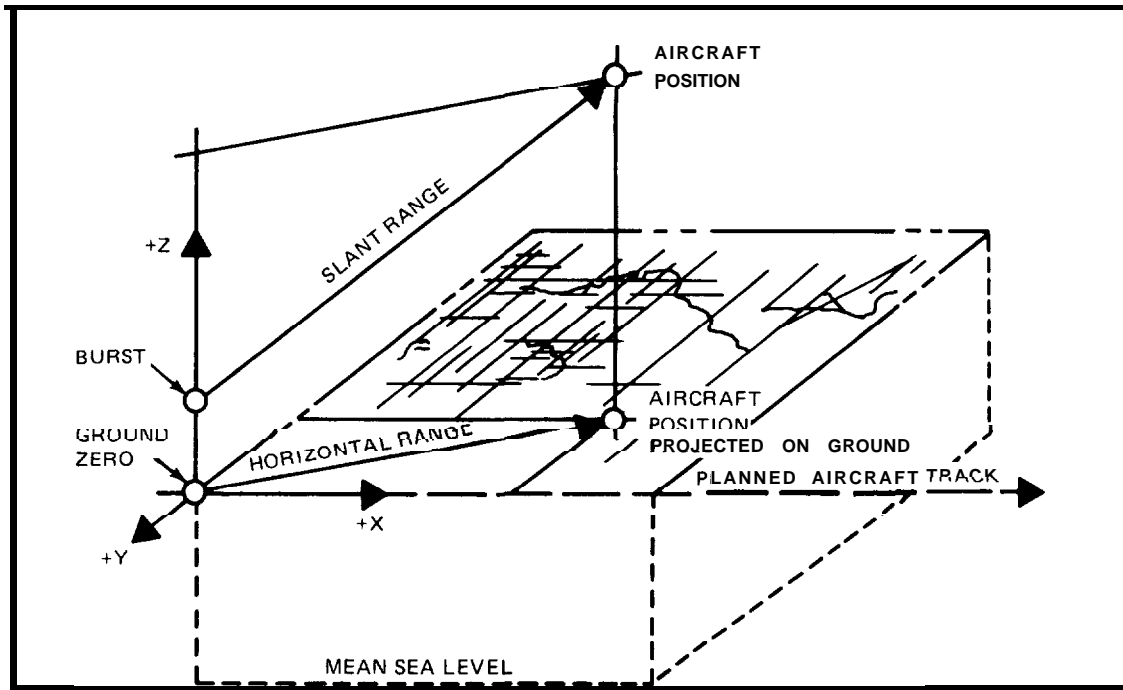 AIRCRAFT
POSITION
SLANT RANGE
+Z
BURST
GROUND
ZERO
HORIZONTAL RANGE
AIRCRAFT
POSITION
PROJECTED ON GROUND
PLANNED AIRCRAFT TRACK
+X
+Y
MEAN SEA LEVEL